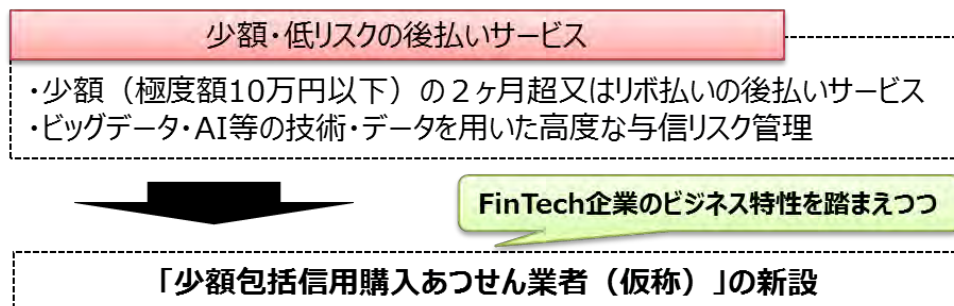 少額・低リスクの後払いサービス
・少額（極度額10万円以下）の２ヶ月超又はリボ払いの後払いサービス
・ビッグデータ・AI等の技術・データを用いた高度な与信リスク管理
FinTech企業のビジネス特性を踏まえつつ
「少額包括信用購入あつせん業者（仮称）」の新設